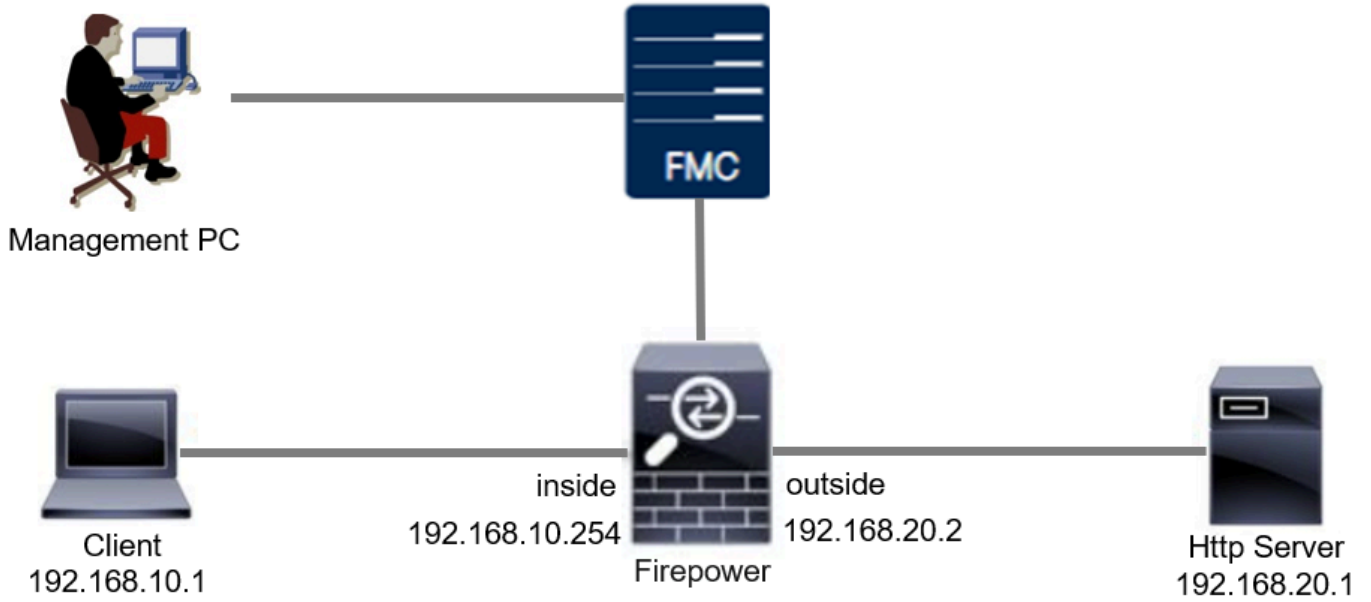 FMC
Management PC
inside
outside
192.168.10.254
192.168.20.2
Client
192.168.10.1
Firepower
Http Server
192.168.20.1